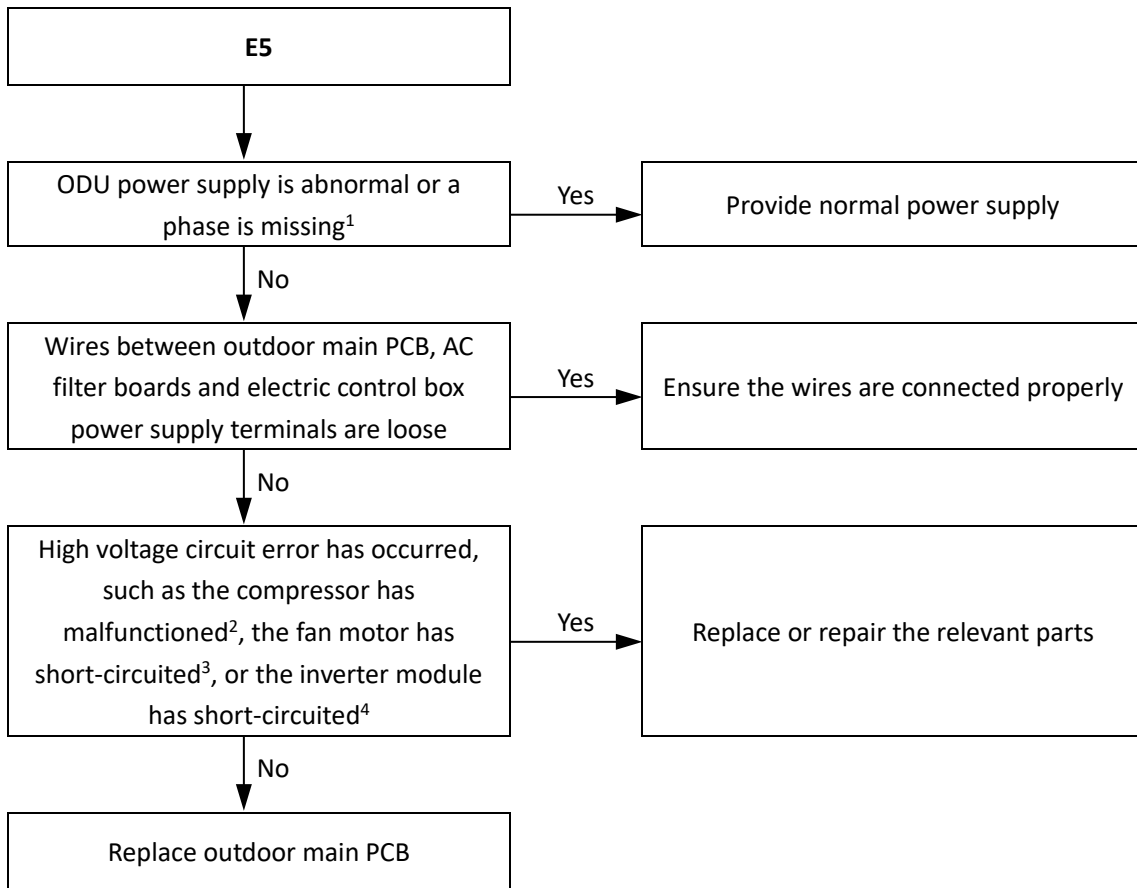 E5
ODU power supply is abnormal or a
phase is missing¹
Yes
Provide normal power supply
No
Wires between outdoor main PCB, AC
filter boards and electric control box
power supply terminals are loose
Yes
Ensure the wires are connected properly
No
High voltage circuit error has occurred,
such as the compressor has
malfunctioned², the fan motor has
short-circuited³, or the inverter module
has short-circuited⁴
Yes
Replace or repair the relevant parts
No
Replace outdoor main PCB